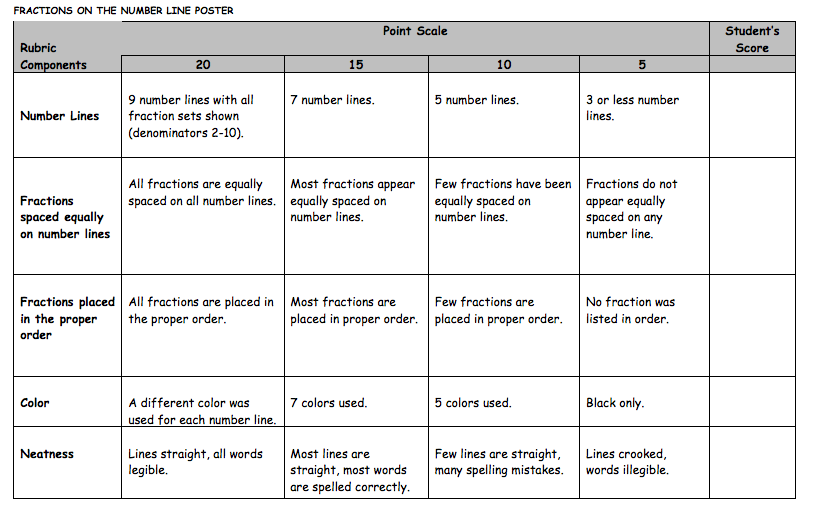 FRACTIONS ON THE NUMBER LINE POSTER
Rubric
Components
Point Scale
Student's
Score
20
15
10
5
Number Lines
9 number lines with all
fraction sets shown
(denominators 2-10).
7 number lines.
5 number lines.
3 or less number
lines.
Fractions
spaced equally
on number lines
All fractions are equally
spaced on all number lines.
Most fractions appear
equally spaced on
number lines.
Few fractions have been
equally spaced on
number lines.
Fractions do not
appear equally
spaced on any
number line.
Fractions placed
in the proper
order
All fractions are placed in
the proper order.
Most fractions are
placed in proper order.
Few fractions are
placed in proper order.
No fraction was
listed in order.
Color
A different color was
used for each number line.
7 colors used.
5 colors used.
Black only.
Neatness
Lines straight, all words
legible.
Most lines are
straight, most words
are spelled correctly.
Few lines are straight,
many spelling mistakes.
Lines crooked,
words illegible.